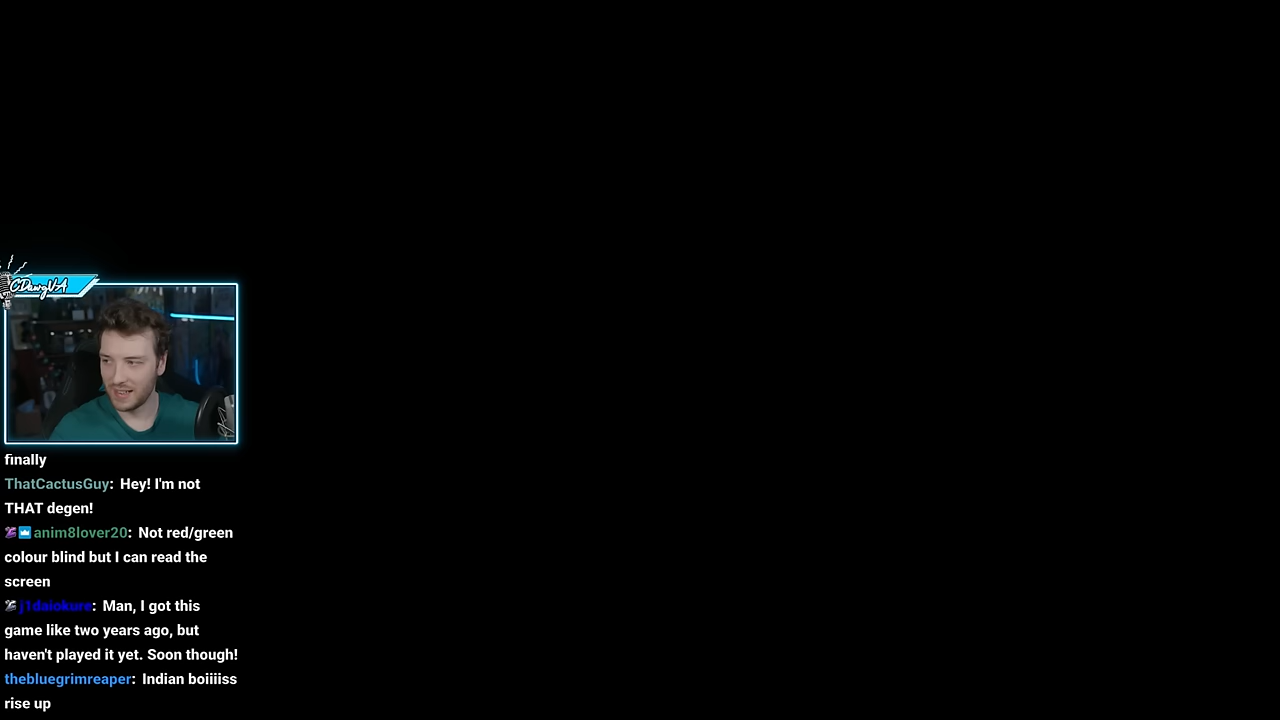 CDawgVA
finally
ThatCactusGuy: Hey! I'm not
THAT degen!
anim8lover20: Not red/green
colour blind but I can read the
screen
j1daiokure: Man, I got this
game like two years ago, but
haven't played it yet. Soon though!
thebluegrimreaper: Indian boiiiiss
rise up